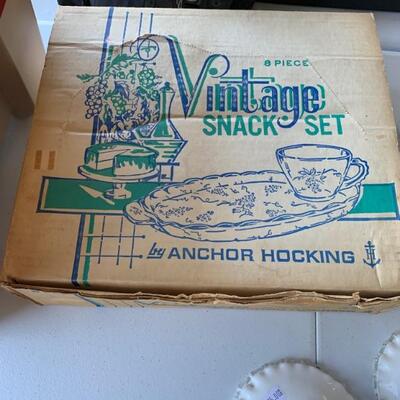 8 PIECE
Vintage
SNACK SET
by ANCHOR HOCKING